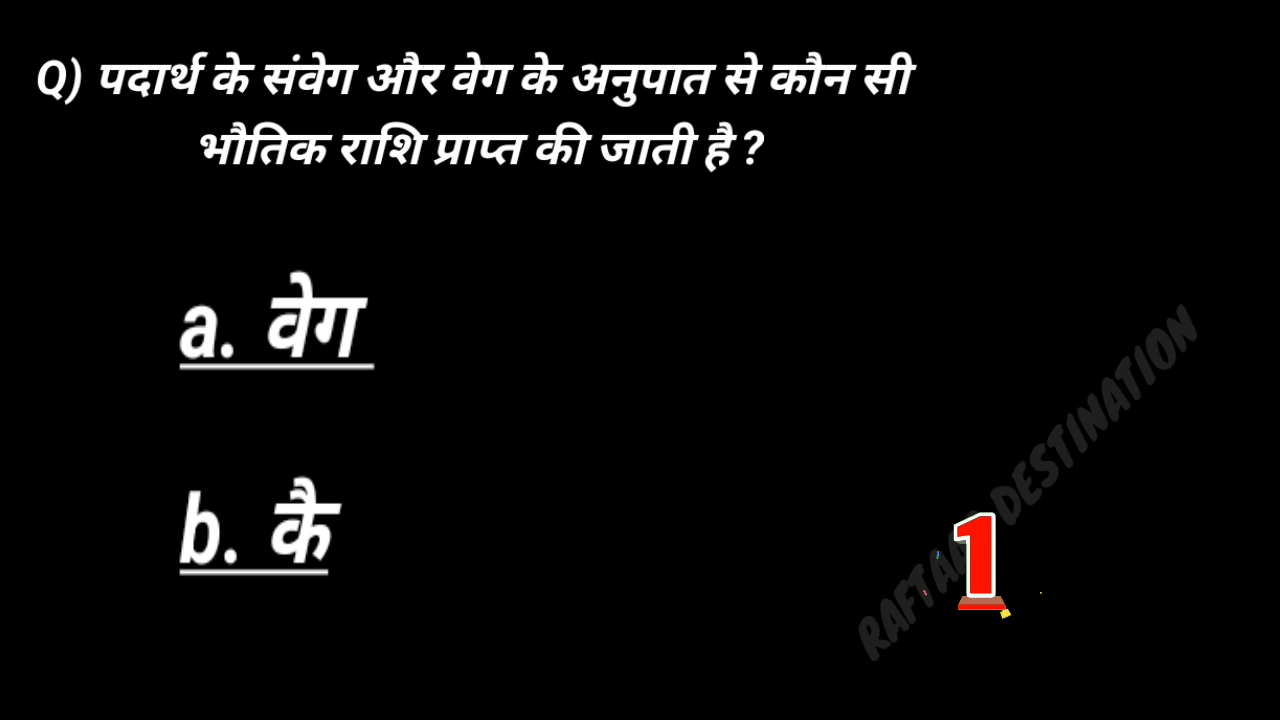 Q) पदार्थ के संवेग और वेग के अनुपात से कौन सी
भौतिक राशि प्राप्त की जाती है ?
a. वेग
b. कै
1